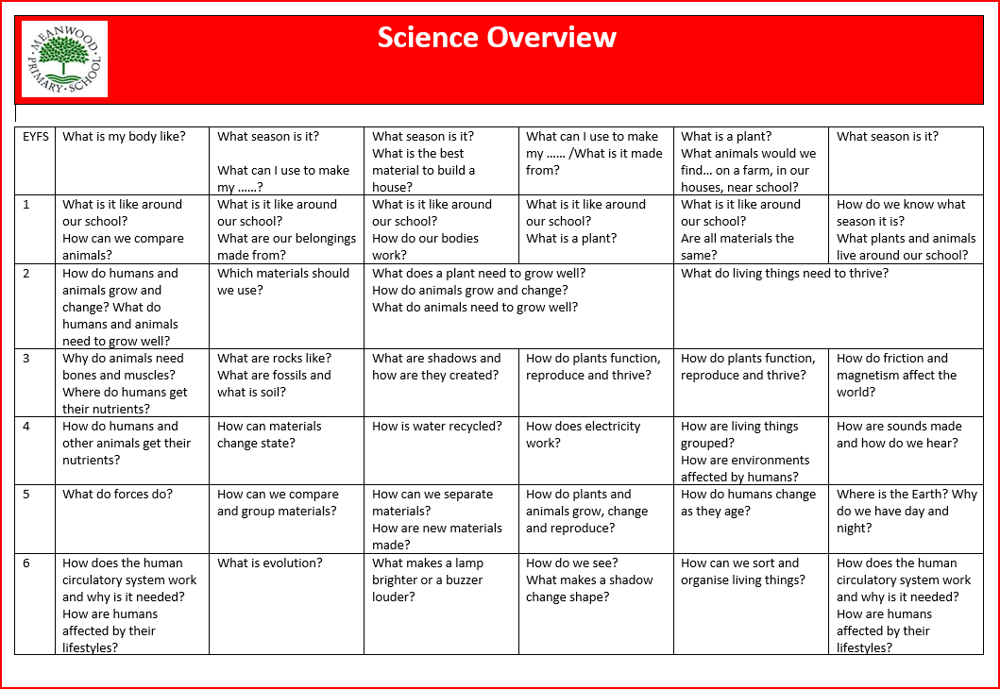 MEANWOOD PRIMARY SCHOOL
Science Overview
EYFS
What is my body like?
What season is it?
What can I use to make
my ……?
What season is it?
What is the best
material to build a
house?
What can I use to make
my …… /What is it made
from?
What is a plant?
What animals would we
find… on a farm, in our
houses, near school?
What season is it?
1
What is it like around
our school?
How can we compare
animals?
What is it like around
our school?
What are our belongings
made from?
What is it like around
our school?
How do our bodies
work?
What is it like around
our school?
What is a plant?
What is it like around
our school?
Are all materials the
same?
How do we know what
season it is?
What plants and animals
live around our school?
2
How do humans and
animals grow and
change? What do
humans and animals
need to grow well?
Which materials should
we use?
What does a plant need to grow well?
How do animals grow and change?
What do animals need to grow well?
What do living things need to thrive?
3
Why do animals need
bones and muscles?
Where do humans get
their nutrients?
What are rocks like?
What are fossils and
what is soil?
What are shadows and
how are they created?
How do plants function,
reproduce and thrive?
How do plants function,
reproduce and thrive?
How do friction and
magnetism affect the
world?
4
How do humans and
other animals get their
nutrients?
How can materials
change state?
How is water recycled?
How does electricity
work?
How are living things
grouped?
How are environments
affected by humans?
How are sounds made
and how do we hear?
5
What do forces do?
How can we compare
and group materials?
How can we separate
materials?
How are new materials
made?
How do plants and
animals grow, change
and reproduce?
How do humans change
as they age?
Where is the Earth? Why
do we have day and
night?
6
How does the human
circulatory system work
and why is it needed?
How are humans
affected by their
lifestyles?
What is evolution?
What makes a lamp
brighter or a buzzer
louder?
How do we see?
What makes a shadow
change shape?
How can we sort and
organise living things?
How does the human
circulatory system work
and why is it needed?
How are humans
affected by their
lifestyles?